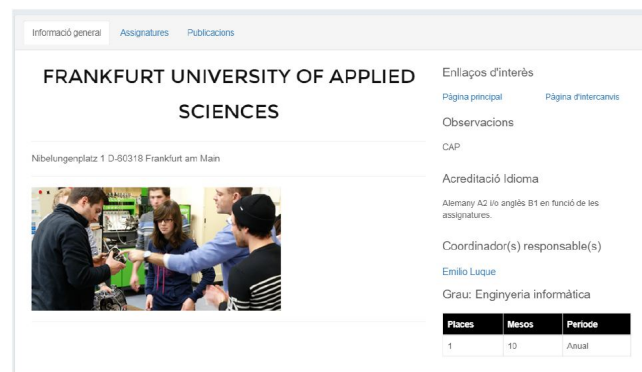 Informació general Assignatures Publicacions
FRANKFURT UNIVERSITY OF APPLIED
SCIENCES
Nibelungenplatz 1 D-60318 Frankfurt am Main
Enllaços d'interès
Pàgina principal Pàgina d'intercanvis
Observacions
CAP
Acreditació Idioma
Alemany A2 i/o anglès B1 en funció de les
assignatures.
Coordinador(s) responsable(s)
Emilio Luque
Grau: Enginyeria informàtica
Places Mesos Període
1 10 Anual